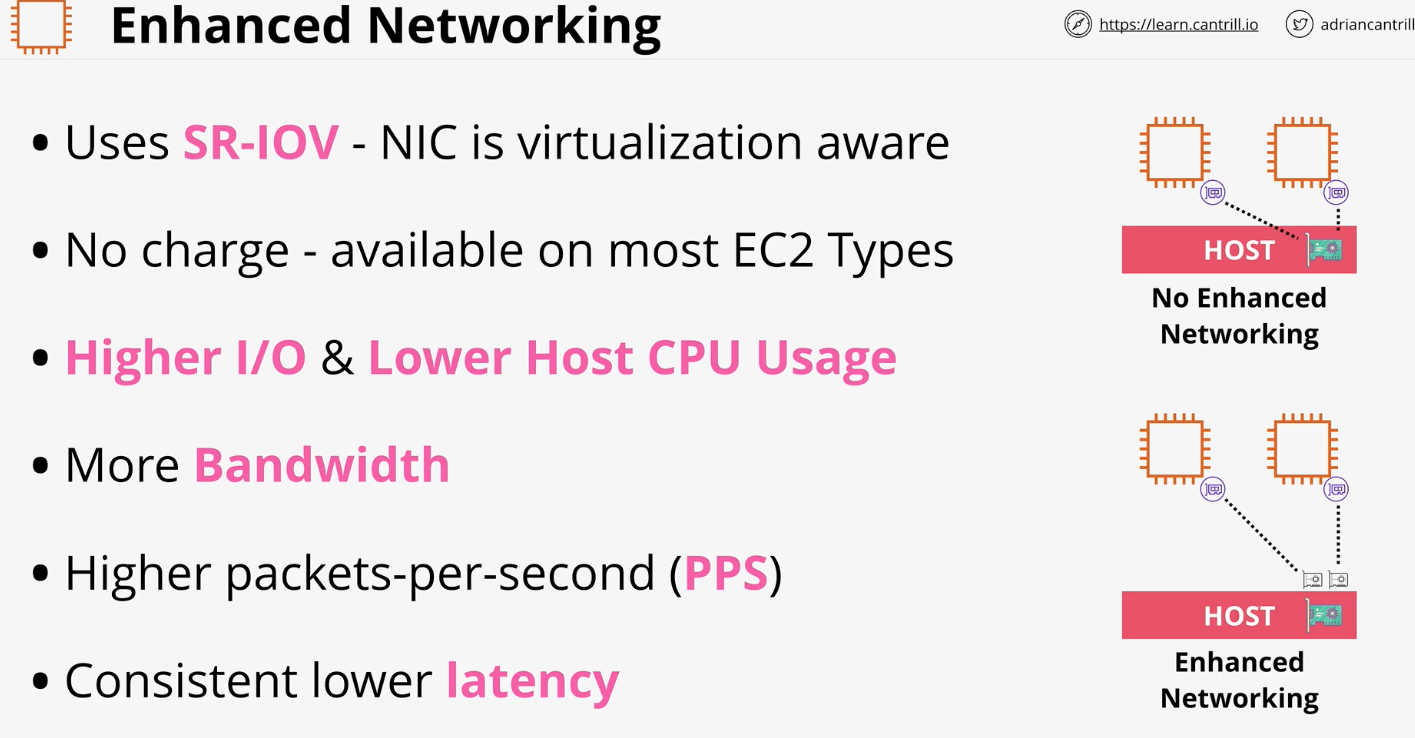 Enhanced Networking
https://learn.cantrill.io
adriancantrill
• Uses SR-IOV - NIC is virtualization aware
• No charge - available on most EC2 Types
• Higher I/O & Lower Host CPU Usage
• More Bandwidth
• Higher packets-per-second (PPS)
• Consistent lower latency
HOST
No Enhanced
Networking
HOST
Enhanced
Networking